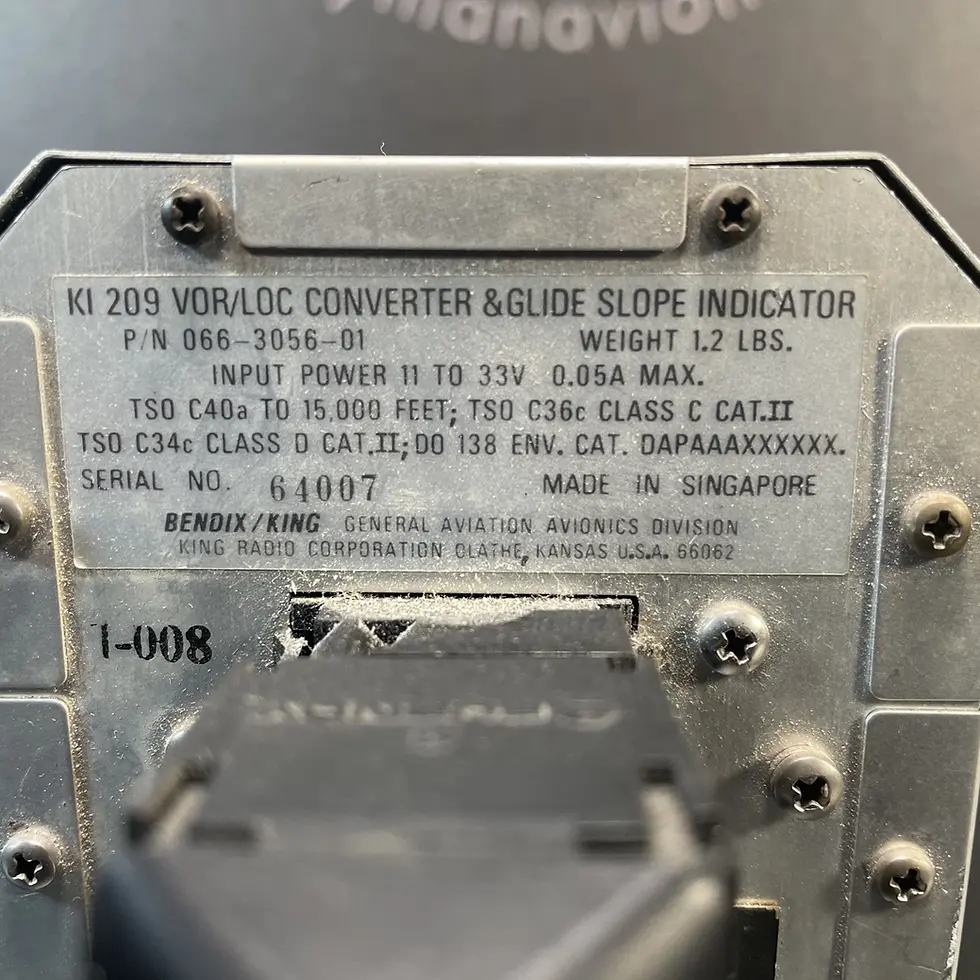 manavion
KI 209 VOR/LOC CONVERTER &GLIDE SLOPE INDICATOR
P/N 066-3056-01 WEIGHT 1.2 LBS.
INPUT POWER 11 TO 33V 0.05A MAX.
TSO C40a TO 15,000 FEET; TSO C36c CLASS C CAT.II
TSO C34c CLASS D CAT.II; DO 138 ENV. CAT. DAPAAAXXXXXX.
SERIAL NO. 64007 MADE IN SINGAPORE
BENDIX/KING GENERAL AVIATION AVIONICS DIVISION
KING RADIO CORPORATION OLATHE, KANSAS U.S.A. 66062
1-008